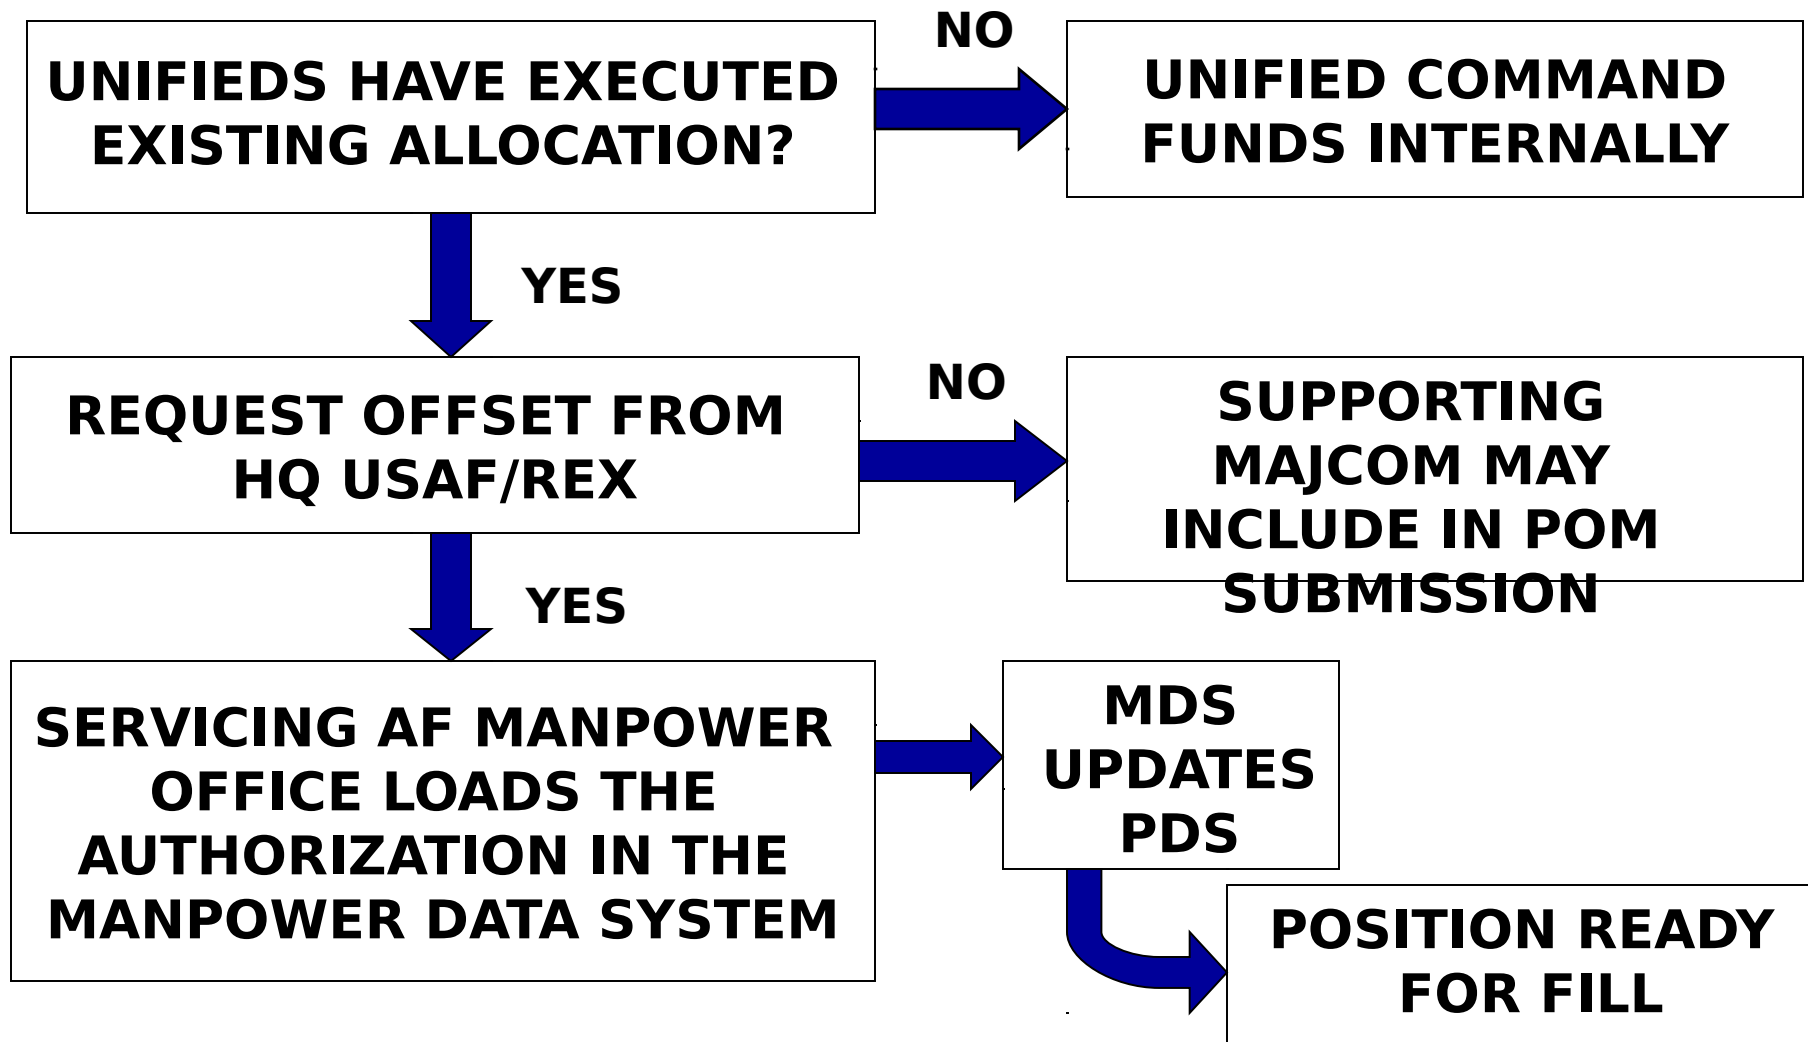 UNIFIEDS HAVE EXECUTED
EXISTING ALLOCATION?
NO
UNIFIED COMMAND
FUNDS INTERNALLY
YES
REQUEST OFFSET FROM
HQ USAF/REX
NO
SUPPORTING
MAJCOM MAY
INCLUDE IN POM
SUBMISSION
YES
SERVICING AF MANPOWER
OFFICE LOADS THE
AUTHORIZATION IN THE
MANPOWER DATA SYSTEM
MDS
UPDATES
PDS
POSITION READY
FOR FILL